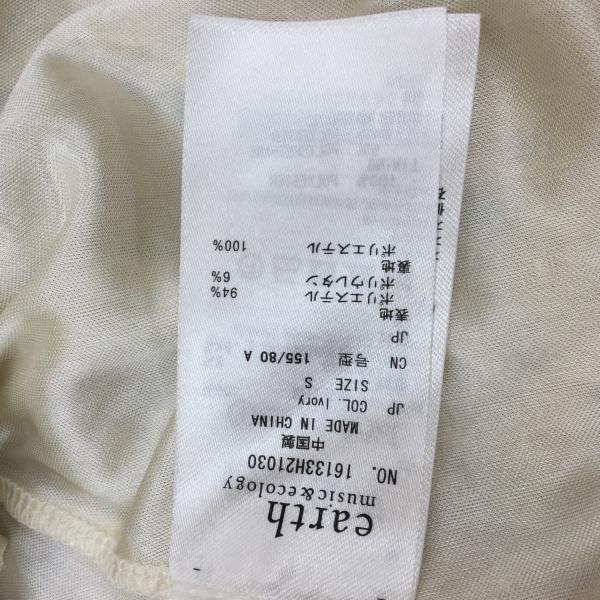 earth
music&ecology
NO. 16133H21030
中国製
MADE IN CHINA
JP COL. Ivory
SIZE S
CN 号型 155/80 A
JP
表地
ポリエステル 94%
ポリウレタン 6%
表地
ポリエステル 100%